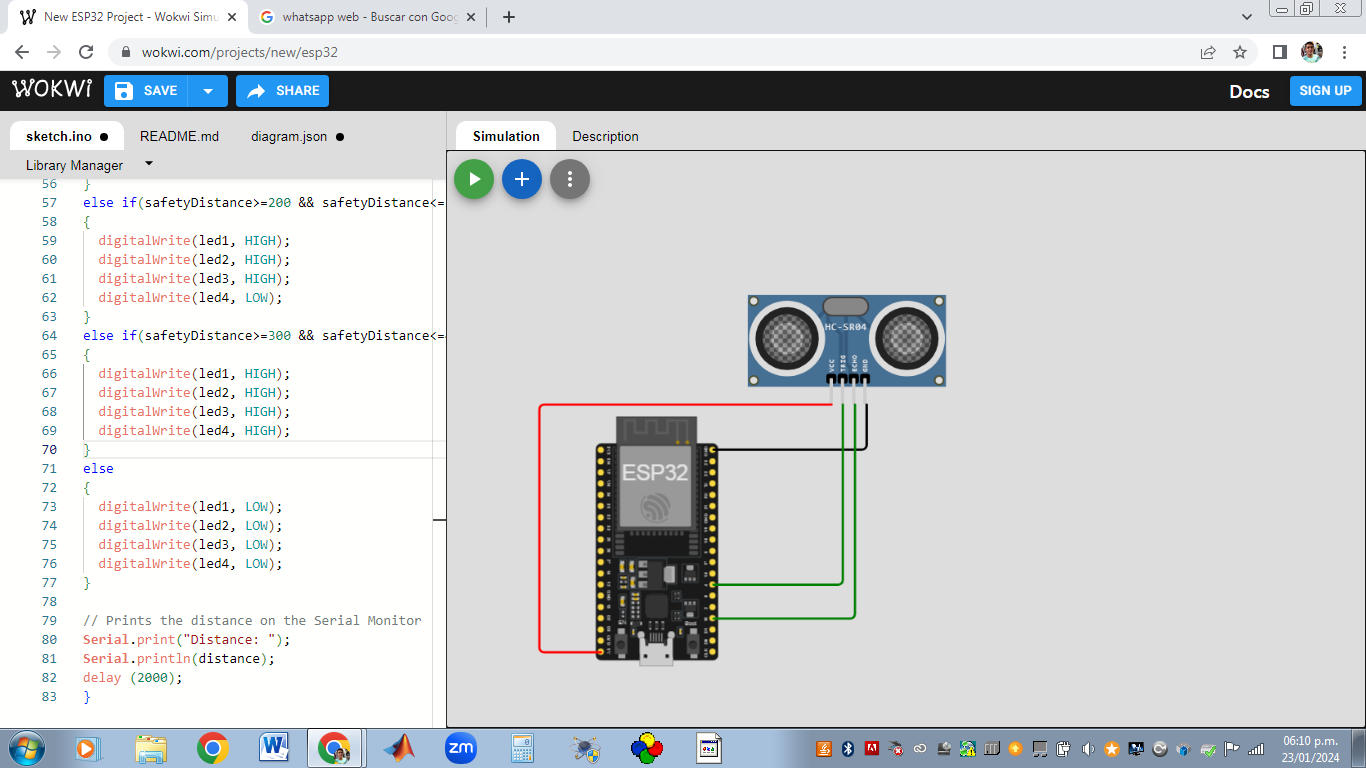 New ESP32 Project - Wokwi Simu
whatsapp web - Buscar con Goog
wokwi.com/projects/new/esp32
WOKWI
SAVE
SHARE
Docs
SIGN UP
sketch.ino
README.md
diagram.json
Library Manager
Simulation
Description
56 }
57 else if(safetyDistance>=200 && safetyDistance<=
58 {
59 digitalWrite(led1, HIGH);
60 digitalWrite(led2, HIGH);
61 digitalWrite(led3, HIGH);
62 digitalWrite(led4, LOW);
63 }
64 else if(safetyDistance>=300 && safetyDistance<=
65 {
66 digitalWrite(led1, HIGH);
67 digitalWrite(led2, HIGH);
68 digitalWrite(led3, HIGH);
69 digitalWrite(led4, HIGH);
70 }
71 else
72 {
73 digitalWrite(led1, LOW);
74 digitalWrite(led2, LOW);
75 digitalWrite(led3, LOW);
76 digitalWrite(led4, LOW);
77 }
78
79 // Prints the distance on the Serial Monitor
80 Serial.print("Distance: ");
81 Serial.println(distance);
82 delay (2000);
83 }
HC-SR04
VCC
TRIG
ECHO
GND
ESP32
zm
06:10 p.m.
23/01/2024